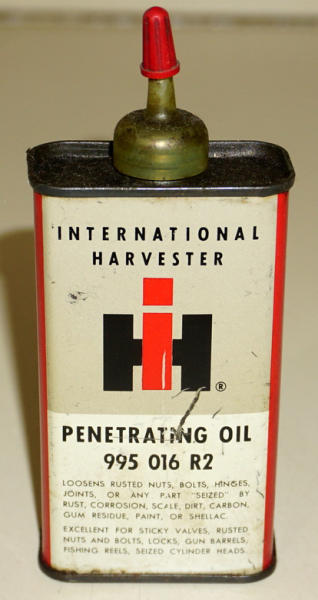 INTERNATIONAL
HARVESTER
IH®
PENETRATING OIL
995 016 R2
LOOSENS RUSTED NUTS, BOLTS, HINGES,
JOINTS, OR ANY PART "SEIZED" BY
RUST, CORROSION, SCALE, DIRT, CARBON,
GUM RESIDUE, PAINT, OR SHELLAC.
EXCELLENT FOR STICKY VALVES, RUSTED
NUTS AND BOLTS, LOCKS, GUN BARRELS,
FISHING REELS, SEIZED CYLINDER HEADS.